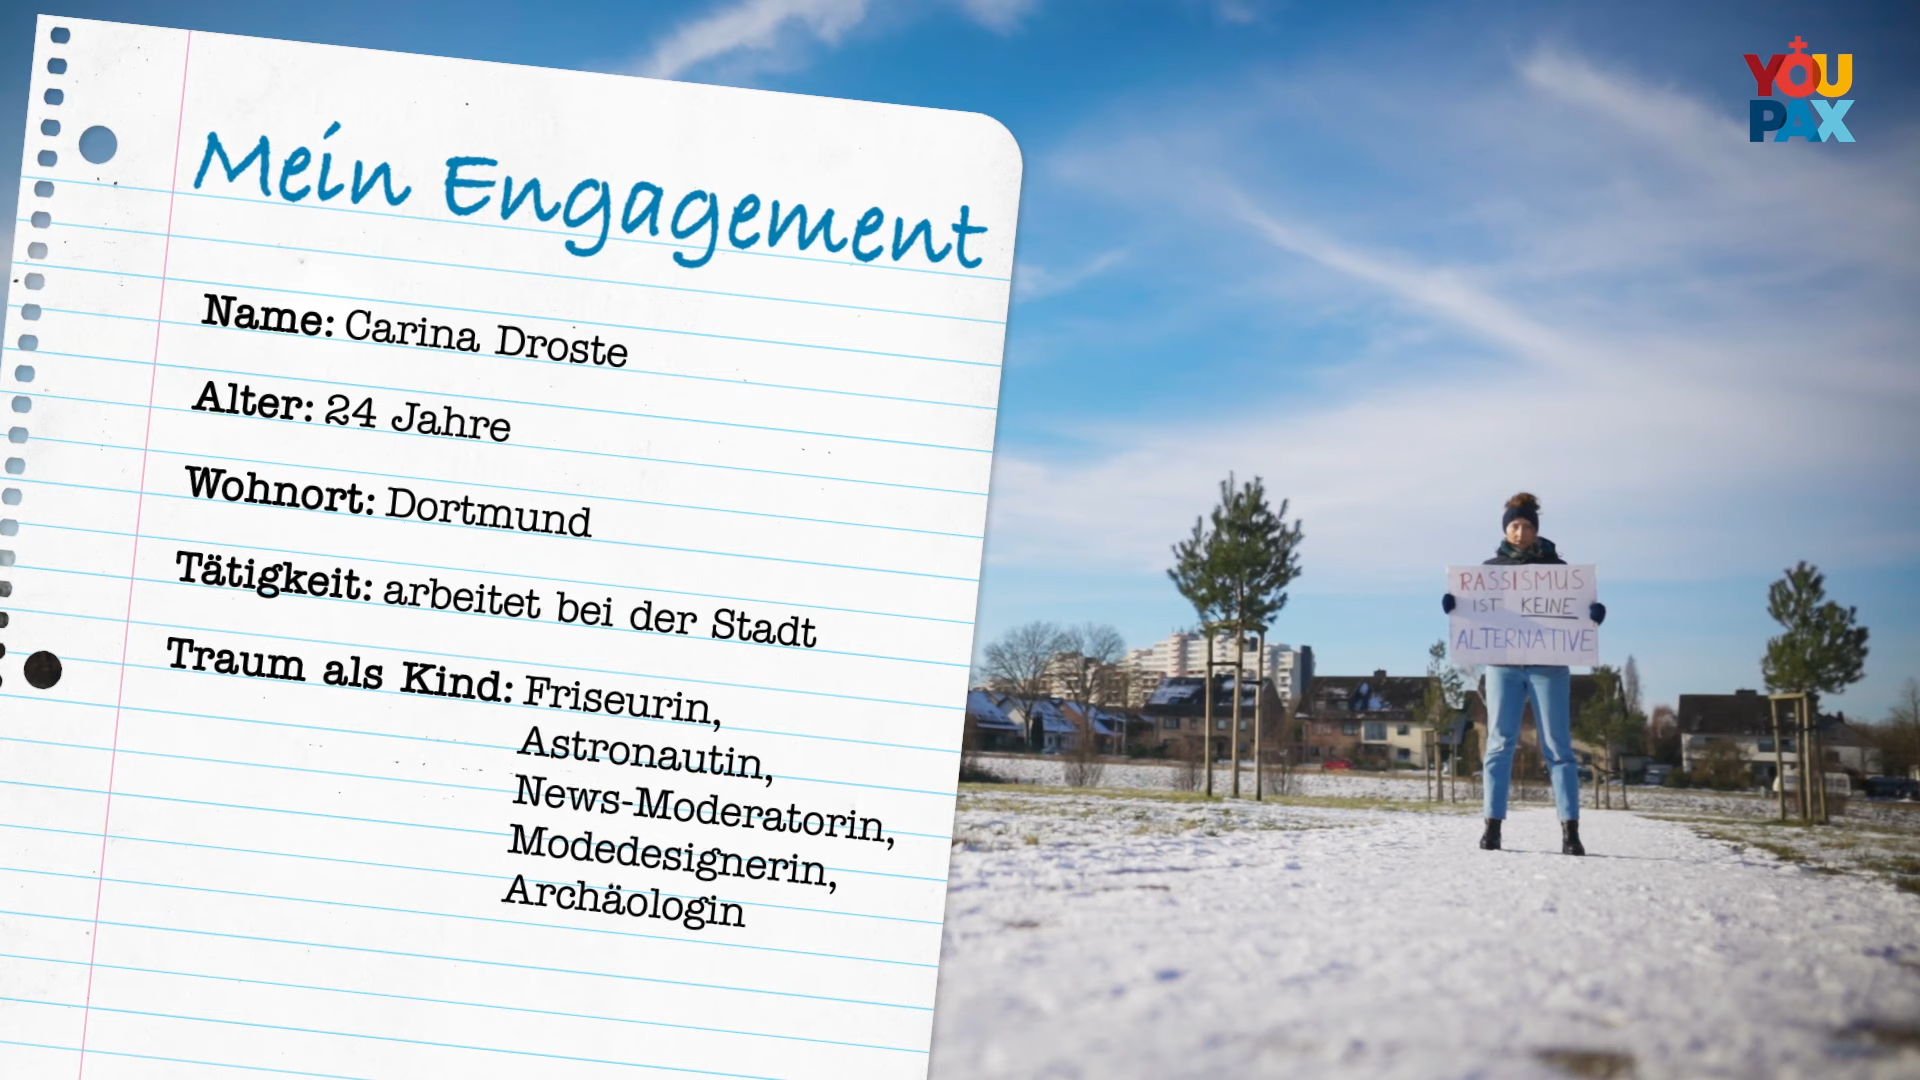 Mein Engagement
Name: Carina Droste
Alter: 24 Jahre
Wohnort: Dortmund
Tätigkeit: arbeitet bei der Stadt
Traum als Kind: Friseurin,
Astronautin,
News-Moderatorin,
Modedesignerin,
Archäologin
YOU
PAX
RASSISMUS
IST KEINE
ALTERNATIVE